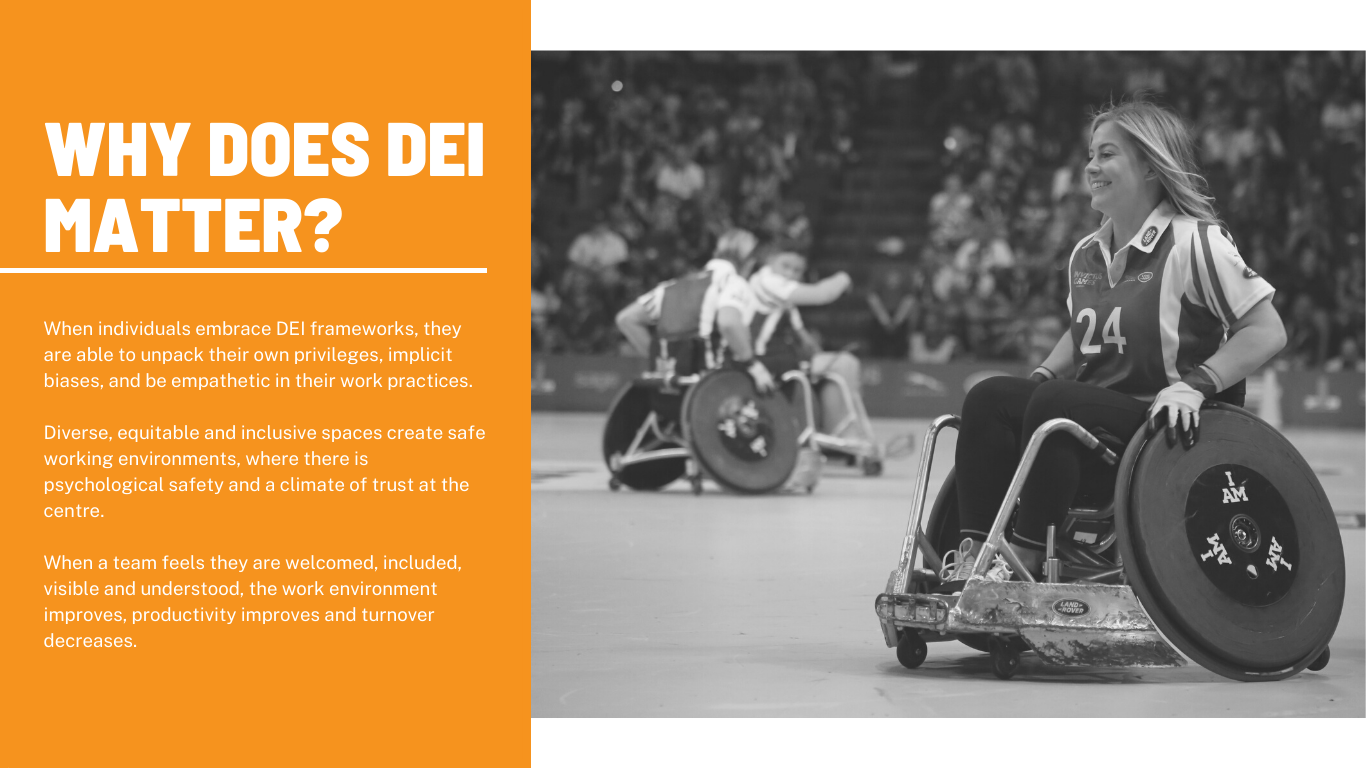 WHY DOES DEI
MATTER?
When individuals embrace DEI frameworks, they
are able to unpack their own privileges, implicit
biases, and be empathetic in their work practices.
Diverse, equitable and inclusive spaces create safe
working environments, where there is
psychological safety and a climate of trust at the
centre.
When a team feels they are welcomed, included,
visible and understood, the work environment
improves, productivity improves and turnover
decreases.
LAND
ROVER
24
I
AM
I
AM
I
AM
LAND
ROVER